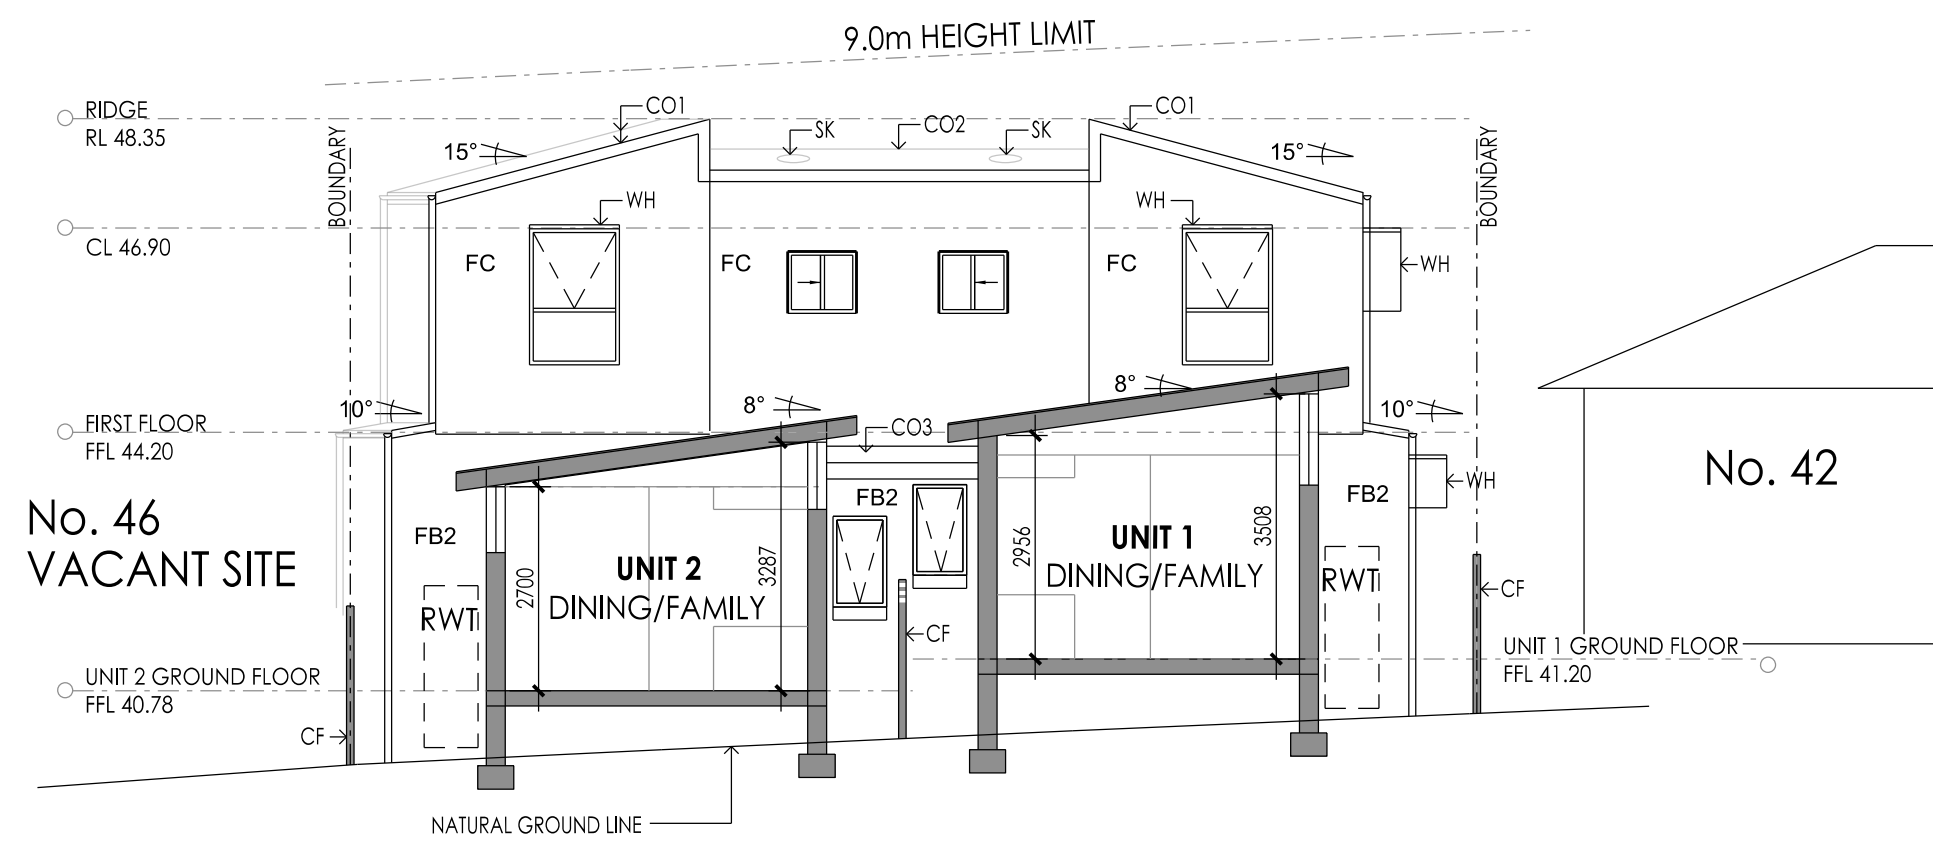 9.0m HEIGHT LIMIT
RIDGE
RL 48.35
BOUNDARY
15°
CO1
SK
CO2
SK
CO1
15°
BOUNDARY
WH
WH
CL 46.90
FC
FC
FC
WH
10°
8°
8°
10°
FIRST FLOOR
FFL 44.20
CO3
No. 42
WH
No. 46
VACANT SITE
FB2
FB2
FB2
2700
UNIT 2
DINING/FAMILY
3287
2956
UNIT 1
DINING/FAMILY
3508
RWT
RWT
CF
CF
UNIT 1 GROUND FLOOR
FFL 41.20
UNIT 2 GROUND FLOOR
FFL 40.78
CF
NATURAL GROUND LINE